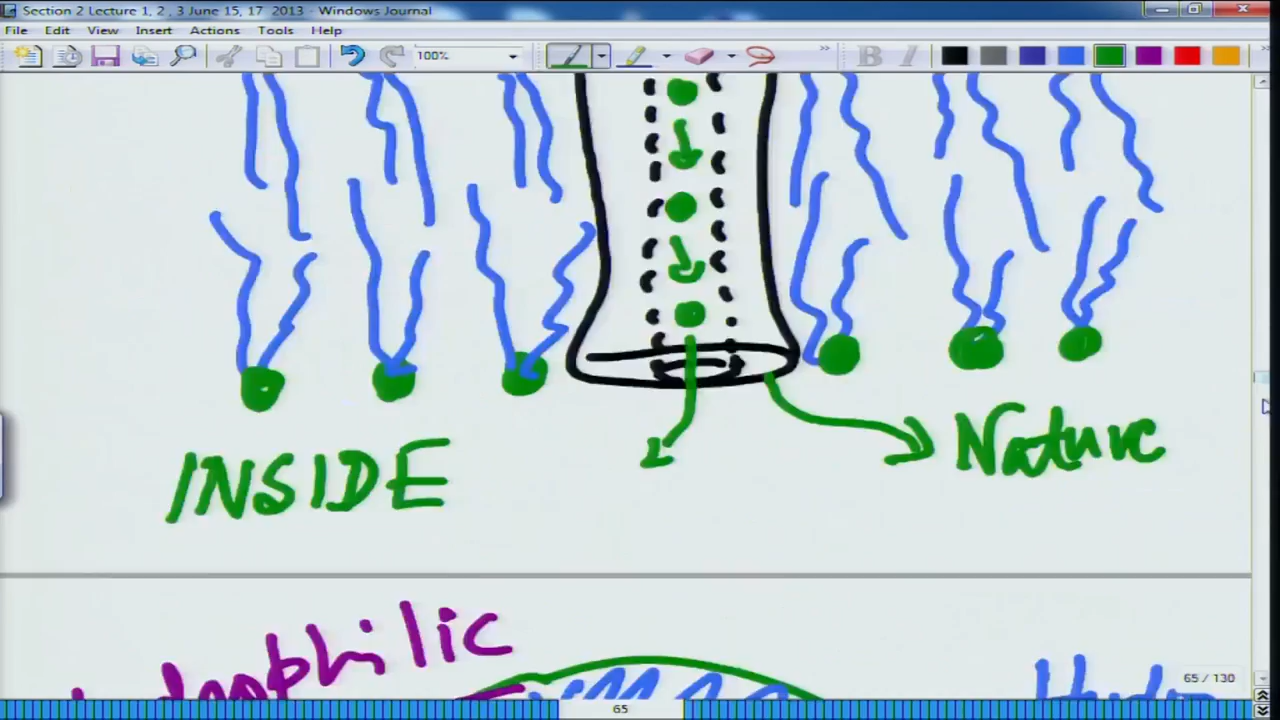 Section 2 Lecture 1, 2 , 3 June 15, 17 2013 - Windows Journal
File Edit View Insert Actions Tools Help
100%
B I
INSIDE
Nature
Hydro
65 / 130
65